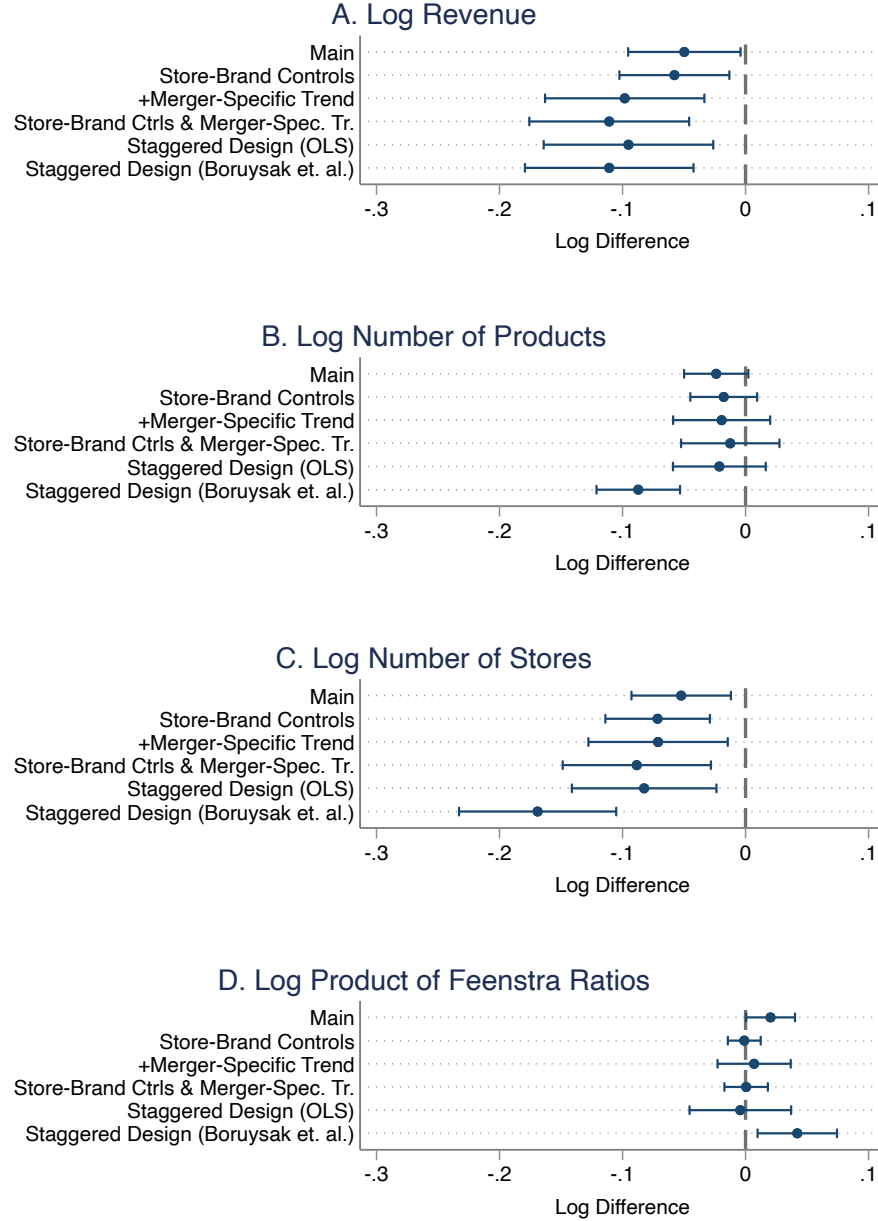 A. Log Revenue
Main
Store-Brand Controls
+Merger-Specific Trend
Store-Brand Ctrls & Merger-Spec. Tr.
Staggered Design (OLS)
Staggered Design (Boruysak et. al.)
-.3 -.2 -.1 0 .1
Log Difference
B. Log Number of Products
Main
Store-Brand Controls
+Merger-Specific Trend
Store-Brand Ctrls & Merger-Spec. Tr.
Staggered Design (OLS)
Staggered Design (Boruysak et. al.)
-.3 -.2 -.1 0 .1
Log Difference
C. Log Number of Stores
Main
Store-Brand Controls
+Merger-Specific Trend
Store-Brand Ctrls & Merger-Spec. Tr.
Staggered Design (OLS)
Staggered Design (Boruysak et. al.)
-.3 -.2 -.1 0 .1
Log Difference
D. Log Product of Feenstra Ratios
Main
Store-Brand Controls
+Merger-Specific Trend
Store-Brand Ctrls & Merger-Spec. Tr.
Staggered Design (OLS)
Staggered Design (Boruysak et. al.)
-.3 -.2 -.1 0 .1
Log Difference